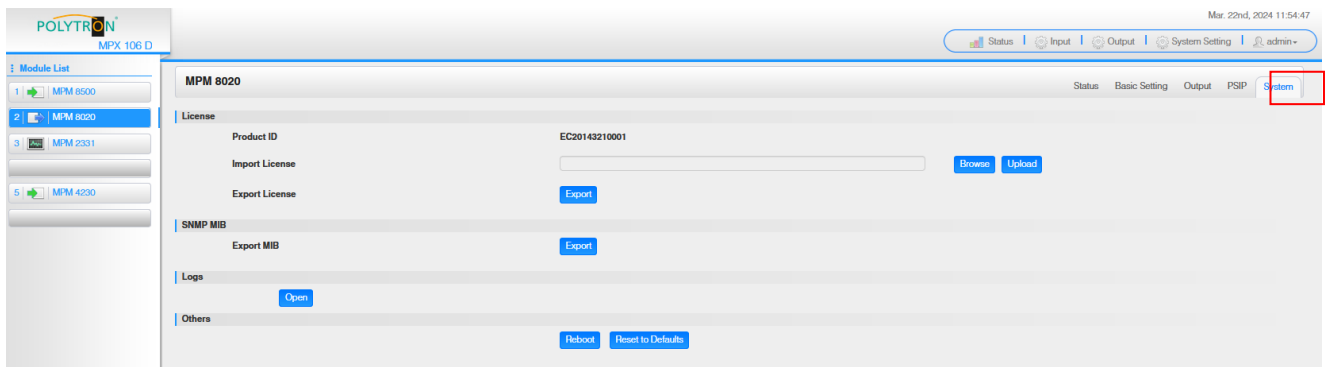 Mar. 22nd, 2024 11:54:47
POLYTRON
MPX 106 D
Status | Input | Output | System Setting | admin
Module List
1 | MPM 8500
2 | MPM 8020
3 | MPM 2331
5 | MPM 4230
MPM 8020
Status Basic Setting Output PSIP System
License
Product ID EC20143210001
Import License Browse Upload
Export License Export
SNMP MIB
Export MIB Export
Logs
Open
Others
Reboot Reset to Defaults